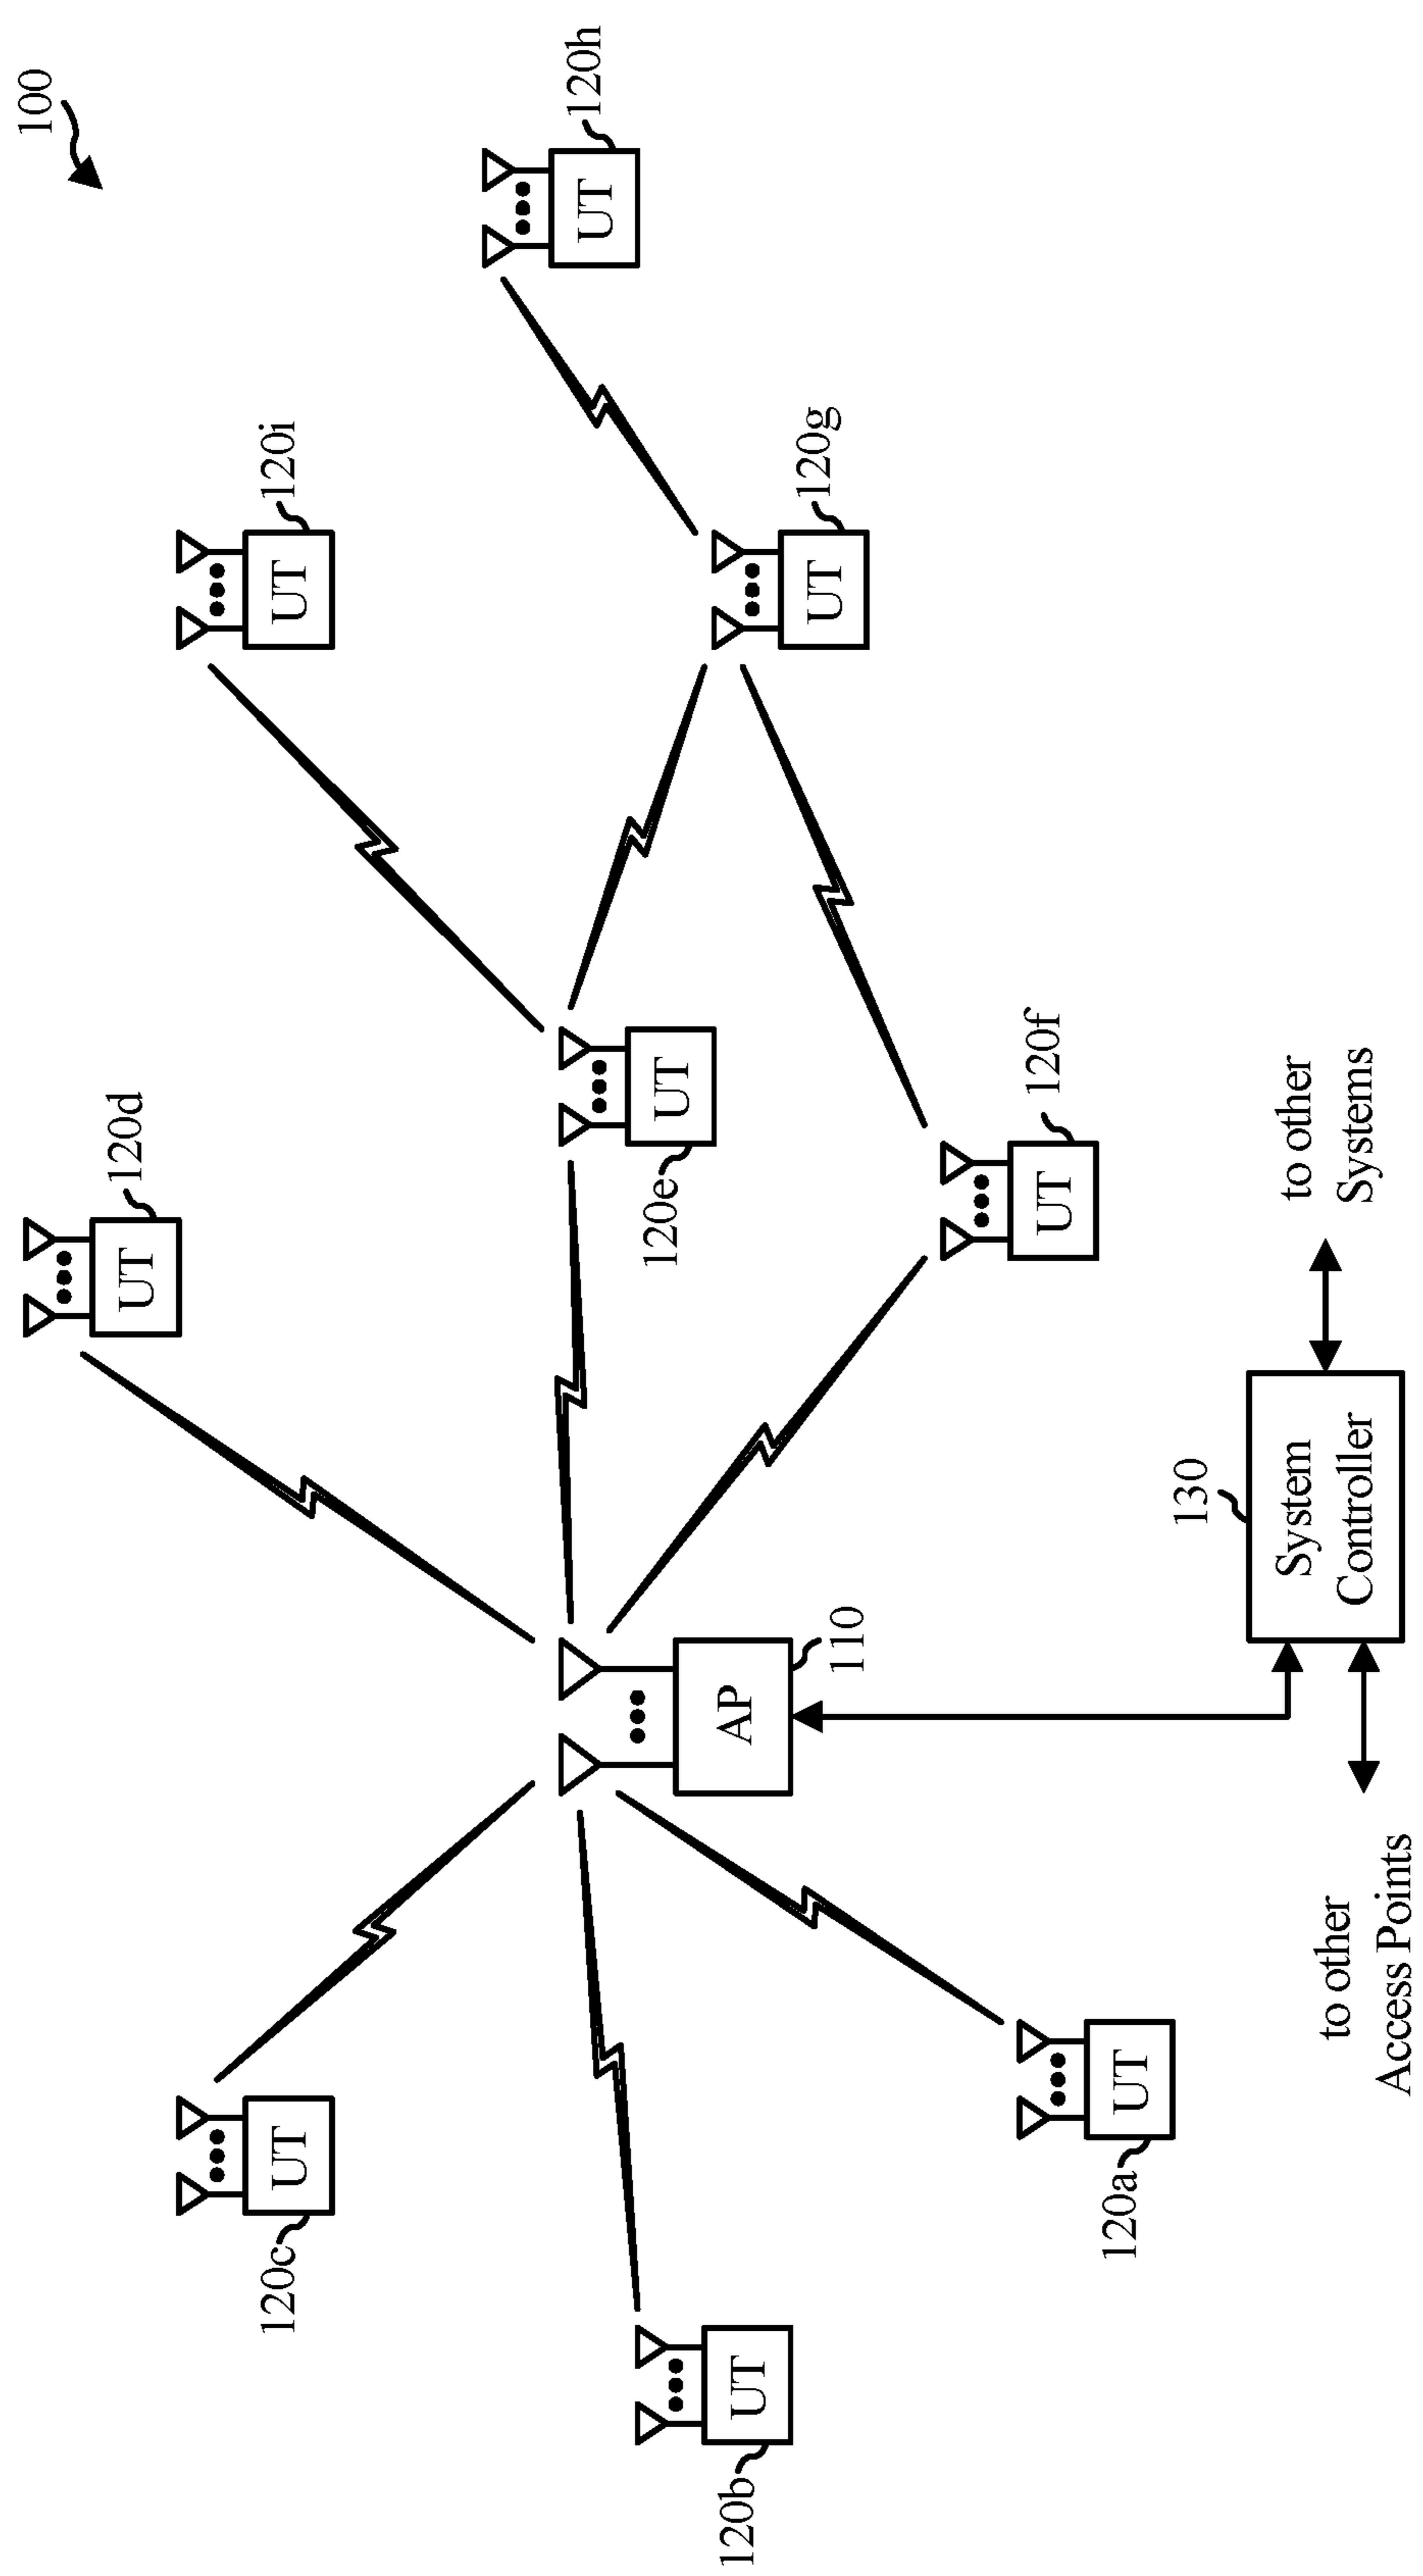 100
120d
UT
120i
UT
120c
UT
120h
UT
120e
UT
AP
110
120g
UT
120b
UT
120f
UT
120a
UT
130
System
Controller
to other
Systems
to other
Access Points